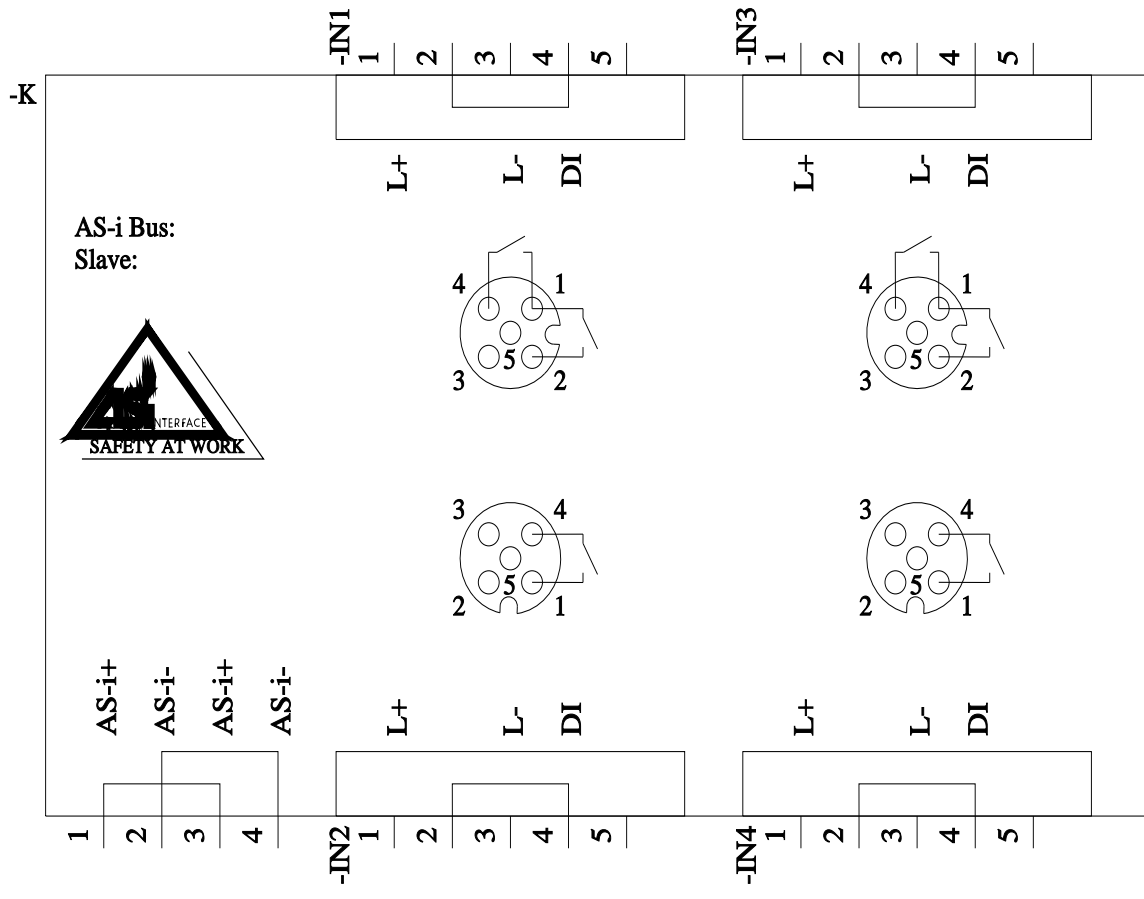 -IN1 1 2 3 4 5
-IN3 1 2 3 4 5
-K
L+ L- DI
L+ L- DI
AS-i Bus:
Slave:
4 1
5
3 2
4 1
5
3 2
INTERFACE
SAFETY AT WORK
3 4
5
2 1
3 4
5
2 1
AS-i+ AS-i- AS-i+ AS-i-
L+ L- DI
L+ L- DI
1 2 3 4
-IN2 1 2 3 4 5
-IN4 1 2 3 4 5